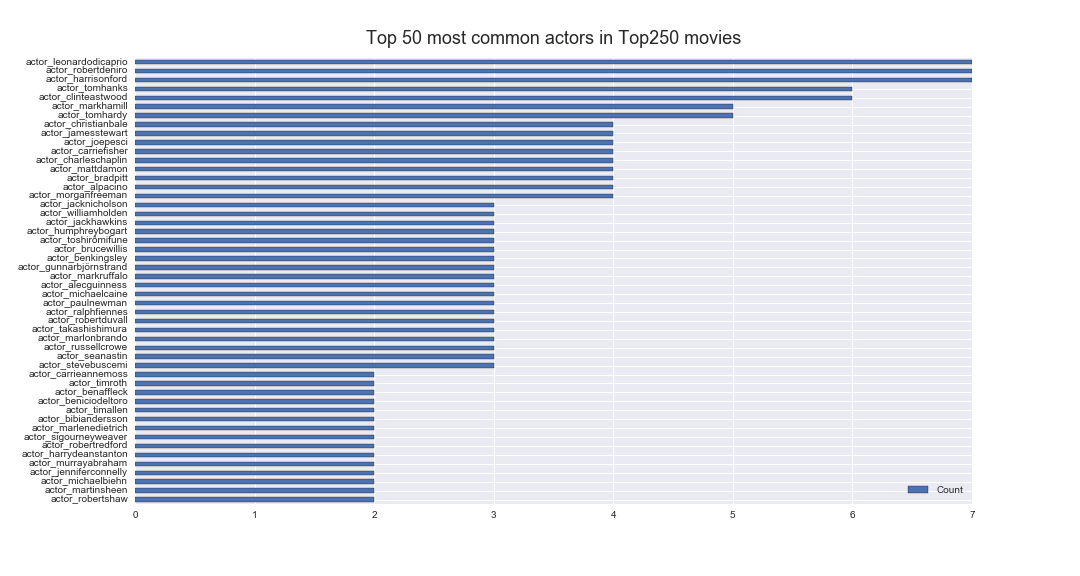 Top 50 most common actors in Top250 movies
actor_leonardodicaprio
actor_robertdeniro
actor_harrisonford
actor_tomhanks
actor_clinteastwood
actor_markhamill
actor_tomhardy
actor_christianbale
actor_jamesstewart
actor_joepesci
actor_carriefisher
actor_charleschaplin
actor_mattdamon
actor_bradpitt
actor_alpacino
actor_morganfreeman
actor_jacknicholson
actor_williamholden
actor_jackhawkins
actor_humphreybogart
actor_toshirômifune
actor_brucewillis
actor_benkingsley
actor_gunnarbjörnstrand
actor_markruffalo
actor_alecguinness
actor_michaelcaine
actor_paulnewman
actor_ralphfiennes
actor_robertduvall
actor_takashishimura
actor_marlonbrando
actor_russellcrowe
actor_seanastin
actor_stevebuscemi
actor_carrieannemoss
actor_timroth
actor_benaffleck
actor_beniciodeltoro
actor_timallen
actor_bibiandersson
actor_marlenedietrich
actor_sigourneyweaver
actor_robertredford
actor_harrydeanstanton
actor_murrayabraham
actor_jenniferconnelly
actor_michaelbiehn
actor_martinsheen
actor_robertshaw
Count
0 1 2 3 4 5 6 7